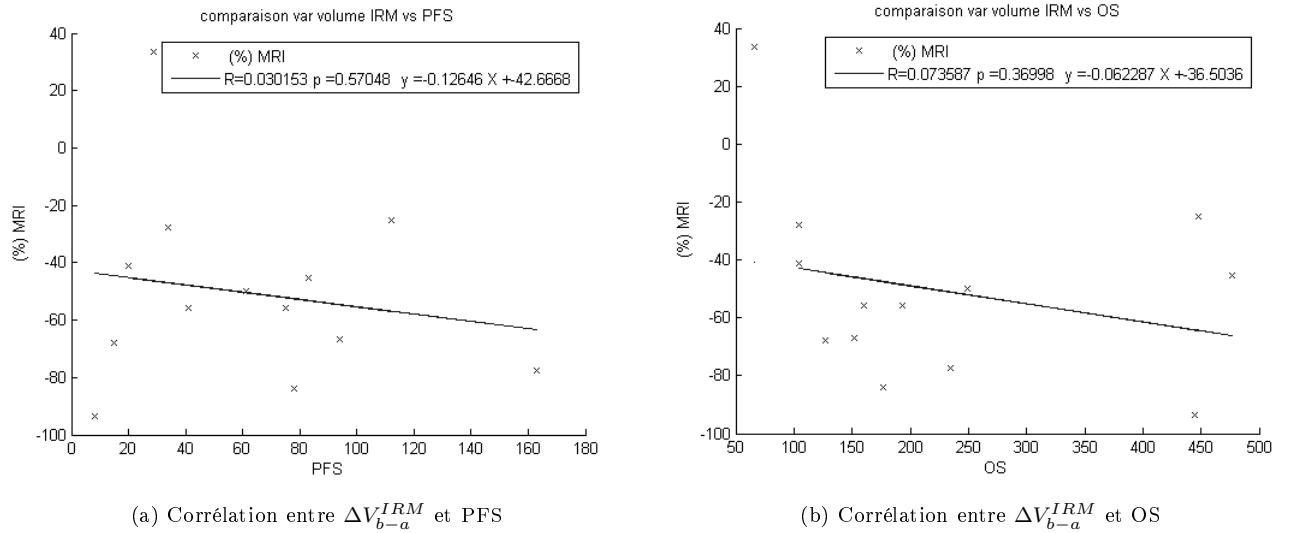 comparaison var volume IRM vs PFS
(%) MRI
R=0.030153 p =0.57048 y=-0.12646 X +-42.6668
40
20
0
-20
-40
-60
-80
-100
(%) MRI
0 20 40 60 80 100 120 140 160 180
PFS
(a) Corrélation entre ΔV_{b−a}^{IRM} et PFS
comparaison var volume IRM vs OS
(%) MRI
R=0.073587 p =0.36998 y=-0.062287 X +-36.5036
40
20
0
-20
-40
-60
-80
-100
(%) MRI
50 100 150 200 250 300 350 400 450 500
OS
(b) Corrélation entre ΔV_{b−a}^{IRM} et OS